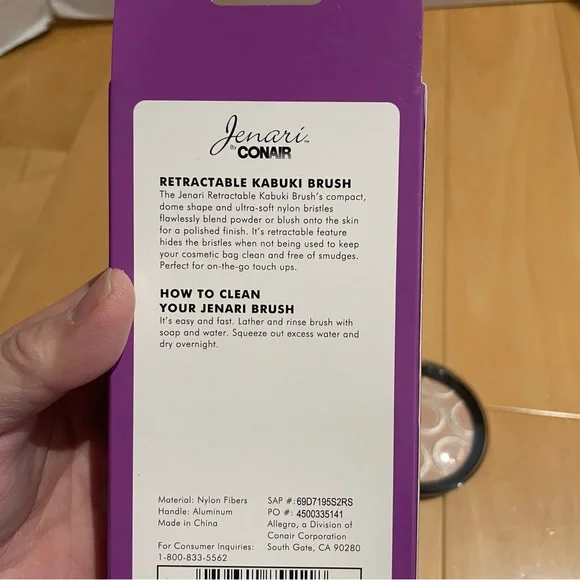 Jenari™
By CONAIR
RETRACTABLE KABUKI BRUSH
The Jenari Retractable Kabuki Brush's compact,
dome shape and ultra-soft nylon bristles
flawlessly blend powder or blush onto the skin
for a polished finish. It's retractable feature
hides the bristles when not being used to keep
your cosmetic bag clean and free of smudges.
Perfect for on-the-go touch ups.
HOW TO CLEAN
YOUR JENARI BRUSH
It's easy and fast. Lather and rinse brush with
soap and water. Squeeze out excess water and
dry overnight.
Material: Nylon Fibers
Handle: Aluminum
Made in China
For Consumer Inquiries:
1-800-833-5562
SAP #: 69D7195S2RS
PO #: 4500335141
Allegro, a Division of
Conair Corporation
South Gate, CA 90280